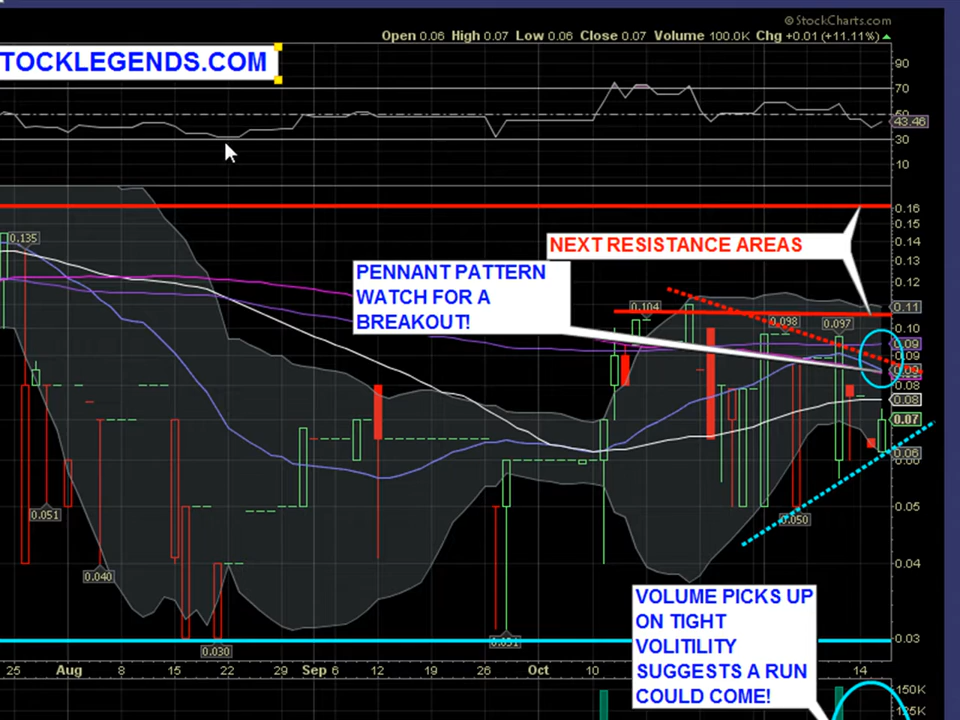 ©StockCharts.com
Open 0.06 High 0.07 Low 0.06 Close 0.07 Volume 100.0K Chg +0.01 (+11.11%)
TOCKLEGENDS.COM
90
70
50
43.46
30
10
0.16
0.15
0.14
0.13
0.12
0.11
0.10
0.09
0.09
0.09
0.08
0.08
0.07
0.06
0.06
0.05
0.04
0.03
0.135
NEXT RESISTANCE AREAS
PENNANT PATTERN
WATCH FOR A
BREAKOUT!
0.104
0.098
0.097
0.051
0.050
0.040
0.030
0.031
VOLUME PICKS UP
ON TIGHT
VOLITILITY
SUGGESTS A RUN
COULD COME!
25 Aug 8 15 22 29 Sep 6 12 19 26 Oct 10 14
150K
125K